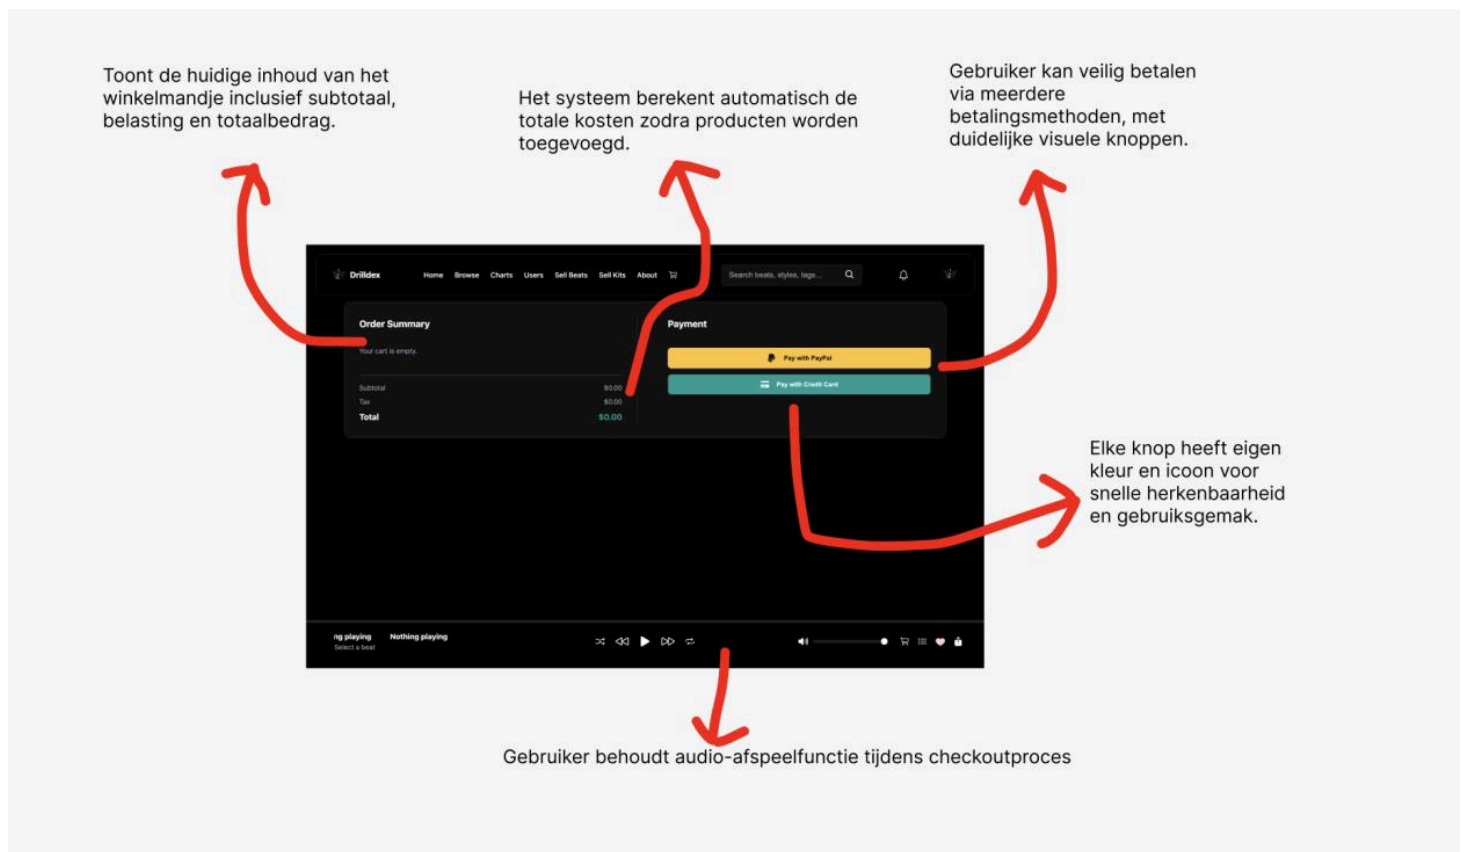 Toont de huidige inhoud van het
winkelmandje inclusief subtotaal,
belasting en totaalbedrag.
Het systeem berekent automatisch de
totale kosten zodra producten worden
toegevoegd.
Gebruiker kan veilig betalen
via meerdere
betalingsmethoden, met
duidelijke visuele knoppen.
Drilldex Home Browse Charts Users Sell Beats Sell Kits About Search beats, styles, tags...
Order Summary
Your cart is empty.
Subtotal $0.00
Tax $0.00
Total $0.00
Payment
Pay with PayPal
Pay with Credit Card
Elke knop heeft eigen
kleur en icoon voor
snelle herkenbaarheid
en gebruiksgemak.
ng playing Nothing playing
Select a beat
Gebruiker behoudt audio-afspeelfunctie tijdens checkoutproces